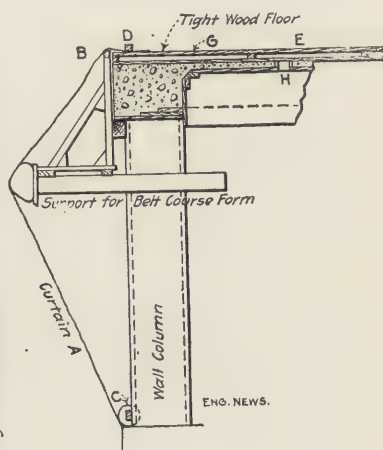 Tight Wood Floor
B
D
G
E
H
Support for Belt Course Form
Curtain A
Wall Column
C
ENG. NEWS.